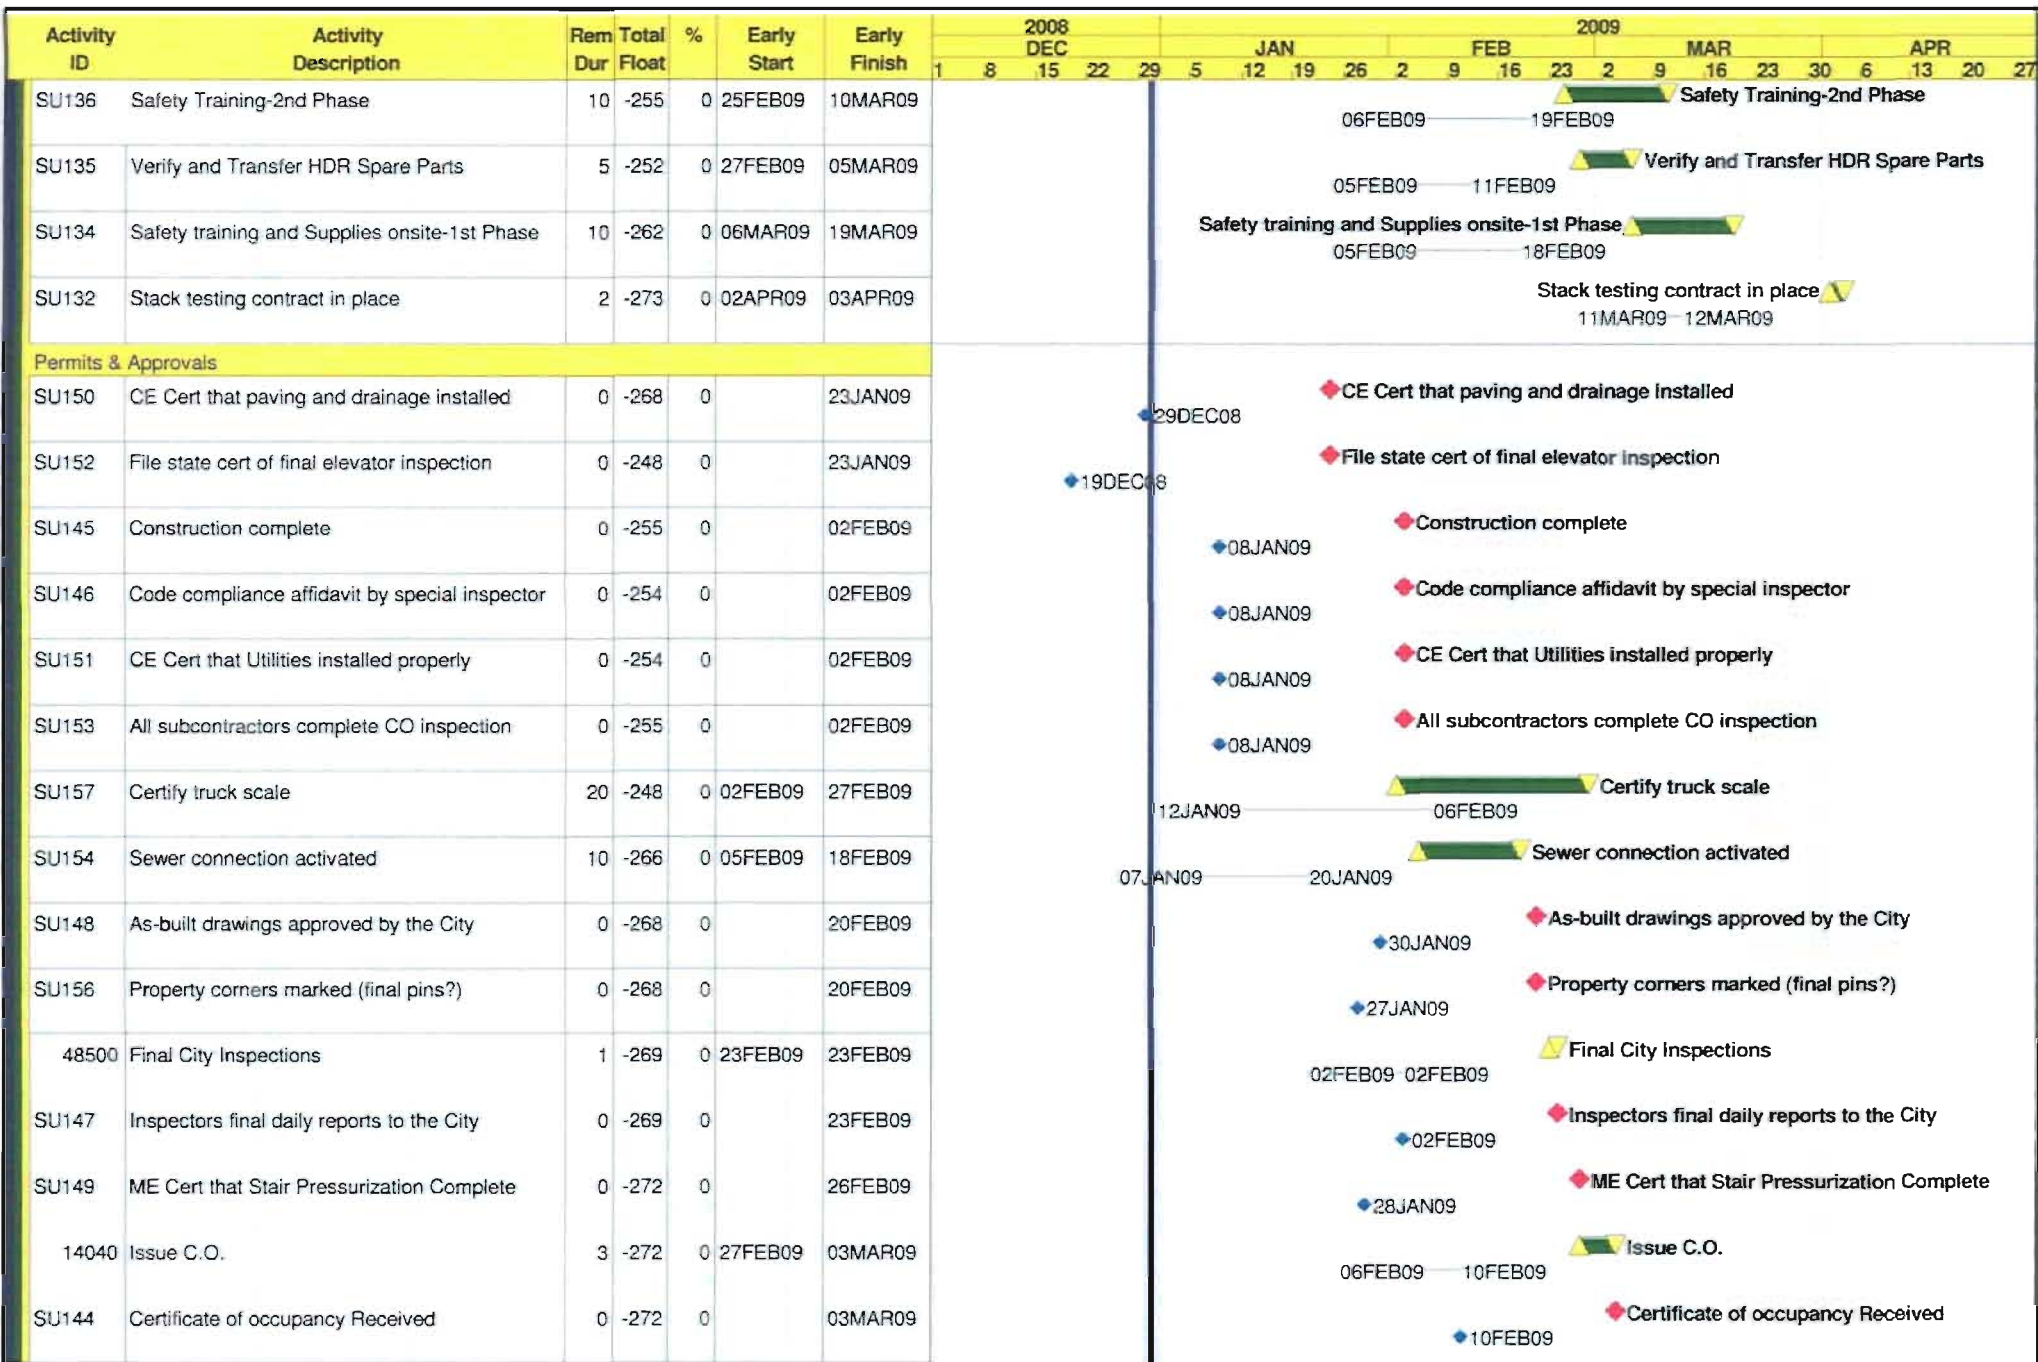 Activity ID Activity Description Rem Dur Total Float % Early Start Early Finish
2008 2009
DEC JAN FEB MAR APR
1 8 15 22 29 5 12 19 26 2 9 16 23 2 9 16 23 30 6 13 20 27
SU136 Safety Training-2nd Phase 10 -255 0 25FEB09 10MAR09 Safety Training-2nd Phase
06FEB09 19FEB09
SU135 Verify and Transfer HDR Spare Parts 5 -252 0 27FEB09 05MAR09 Verify and Transfer HDR Spare Parts
05FEB09 11FEB09
SU134 Safety training and Supplies onsite-1st Phase 10 -262 0 06MAR09 19MAR09 Safety training and Supplies onsite-1st Phase
05FEB09 18FEB09
SU132 Stack testing contract in place 2 -273 0 02APR09 03APR09 Stack testing contract in place
11MAR09 12MAR09
Permits & Approvals
SU150 CE Cert that paving and drainage installed 0 -268 0 23JAN09 CE Cert that paving and drainage installed
29DEC08
SU152 File state cert of final elevator inspection 0 -248 0 23JAN09 File state cert of final elevator inspection
19DEC08
SU145 Construction complete 0 -255 0 02FEB09 Construction complete
08JAN09
SU146 Code compliance affidavit by special inspector 0 -254 0 02FEB09 Code compliance affidavit by special inspector
08JAN09
SU151 CE Cert that Utilities installed properly 0 -254 0 02FEB09 CE Cert that Utilities installed properly
08JAN09
SU153 All subcontractors complete CO inspection 0 -255 0 02FEB09 All subcontractors complete CO inspection
08JAN09
SU157 Certify truck scale 20 -248 0 02FEB09 27FEB09 Certify truck scale
12JAN09 06FEB09
SU154 Sewer connection activated 10 -266 0 05FEB09 18FEB09 Sewer connection activated
07JAN09 20JAN09
SU148 As-built drawings approved by the City 0 -268 0 20FEB09 As-built drawings approved by the City
30JAN09
SU156 Property corners marked (final pins?) 0 -268 0 20FEB09 Property corners marked (final pins?)
27JAN09
48500 Final City Inspections 1 -269 0 23FEB09 23FEB09 Final City Inspections
02FEB09 02FEB09
SU147 Inspectors final daily reports to the City 0 -269 0 23FEB09 Inspectors final daily reports to the City
02FEB09
SU149 ME Cert that Stair Pressurization Complete 0 -272 0 26FEB09 ME Cert that Stair Pressurization Complete
28JAN09
14040 Issue C.O. 3 -272 0 27FEB09 03MAR09 Issue C.O.
06FEB09 10FEB09
SU144 Certificate of occupancy Received 0 -272 0 03MAR09 Certificate of occupancy Received
10FEB09